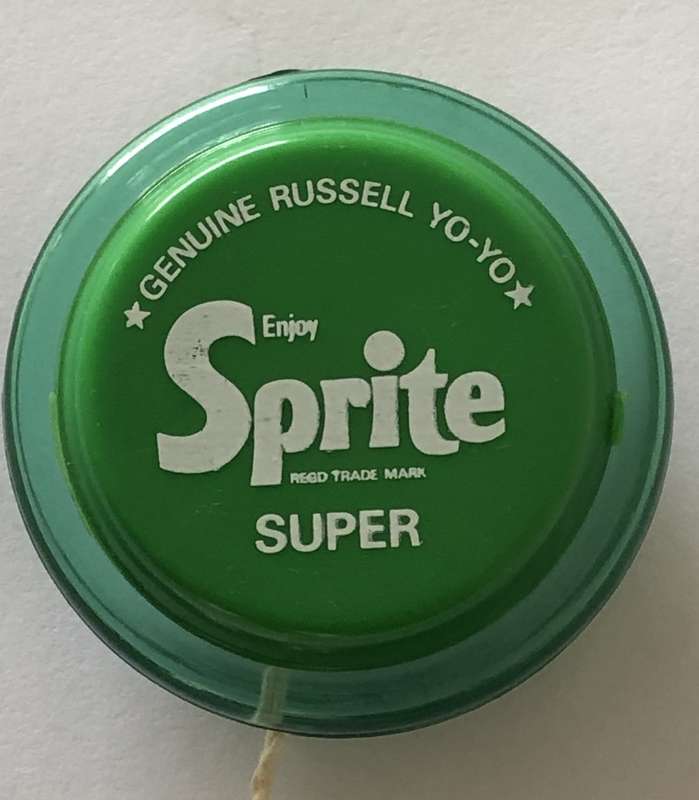 ★GENUINE RUSSELL YO-YO★
Enjoy
Sprite
REGD TRADE MARK
SUPER